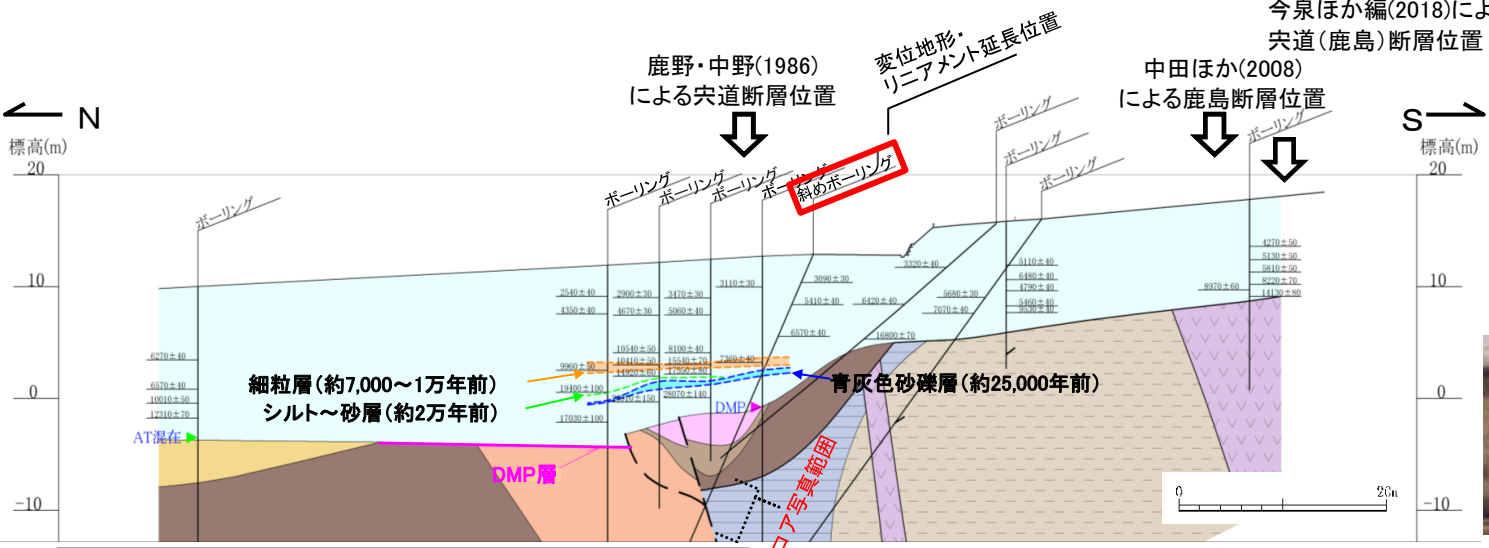 今泉ほか編(2018)によ
宍道(鹿島)断層位置
鹿野・中野(1986)
による宍道断層位置
変位地形・
リニアメント延長位置
中田ほか(2008)
による鹿島断層位置
N
S
標高(m)
標高(m)
20
20
10
10
0
0
-10
-10
ボーリング
ボーリング
ボーリング
ボーリング
ボーリング
斜めボーリング
ボーリング
ボーリング
ボーリング
ボーリング
6270±40
6570±40
10010±50
12310±70
AT混在
2540±40
4350±40
9960±50
19400±100
17030±100
2900±30
4670±30
10540±50
10410±50
14920±60
3470±30
5060±40
8100±40
15540±70
17850±80
28070±140
3110±30
7360±40
3090±30
5410±40
6570±40
6420±40
3320±40
16800±70
5680±30
7070±40
5110±40
6480±40
4790±40
5460±40
9530±40
8970±60
4270±50
5130±50
5810±50
8220±70
14130±80
細粒層(約7,000～1万年前)
シルト～砂層(約2万年前)
青灰色砂礫層(約25,000年前)
DMP
DMP層
コア写真範囲
0
20m